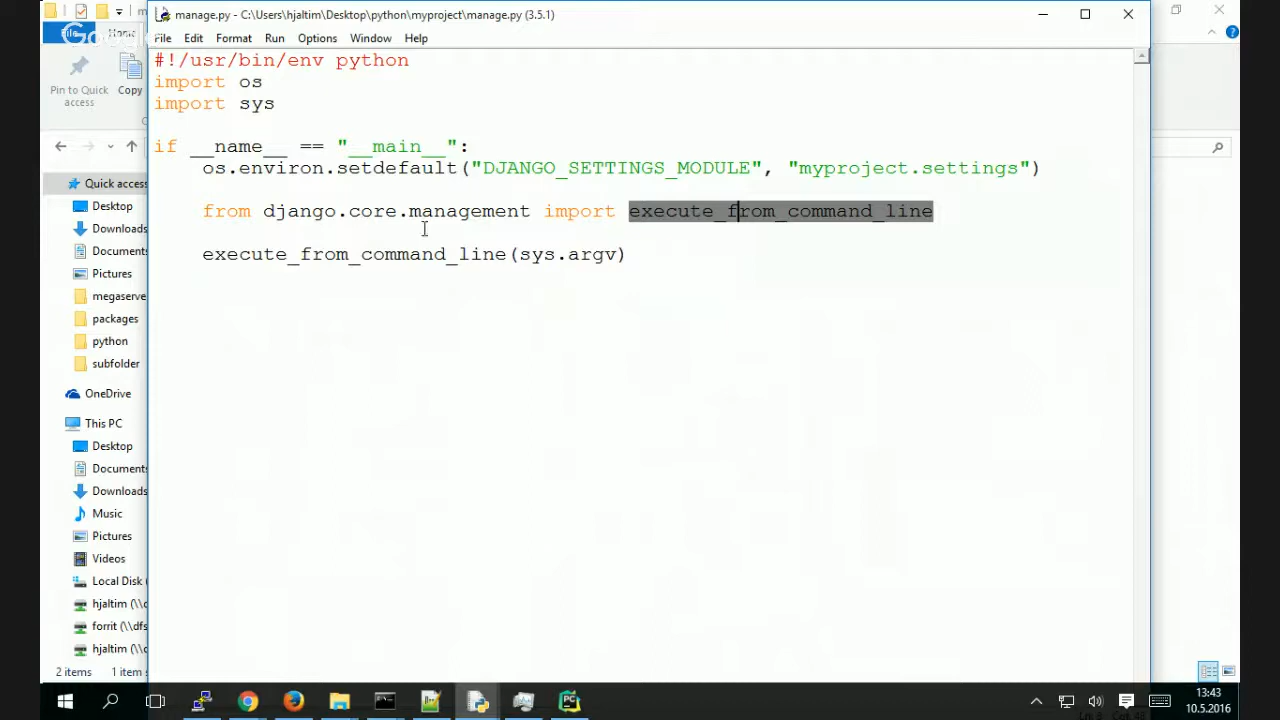 manage.py - C:\Users\hjaltim\Desktop\python\myproject\manage.py (3.5.1)
File Edit Format Run Options Window Help
#!/usr/bin/env python
import os
import sys
if __name__ == "__main__":
os.environ.setdefault("DJANGO_SETTINGS_MODULE", "myproject.settings")
from django.core.management import execute_from_command_line
execute_from_command_line(sys.argv)
Pin to Quick access
Copy
Quick access
Desktop
Downloads
Documents
Pictures
megaserve
packages
python
subfolder
OneDrive
This PC
Desktop
Documents
Downloads
Music
Pictures
Videos
Local Disk (
hjaltim (\\d
forrit (\\dfs
hjaltim (\\d
2 items
1 item s
13:43
10.5.2016